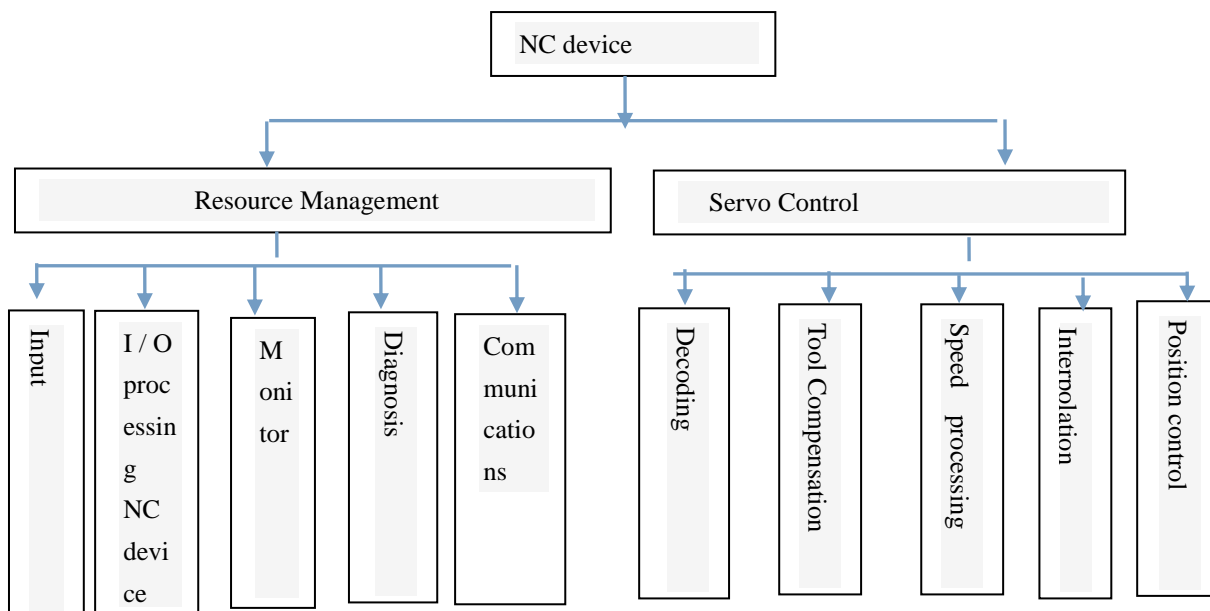 NC device
Resource Management
Servo Control
Input
I / O
proc
essin
g
NC
devi
ce
M
oni
tor
Diagnosis
Com
muni
catio
ns
Decoding
Tool Compensation
Speed processing
Interpolation
Position control